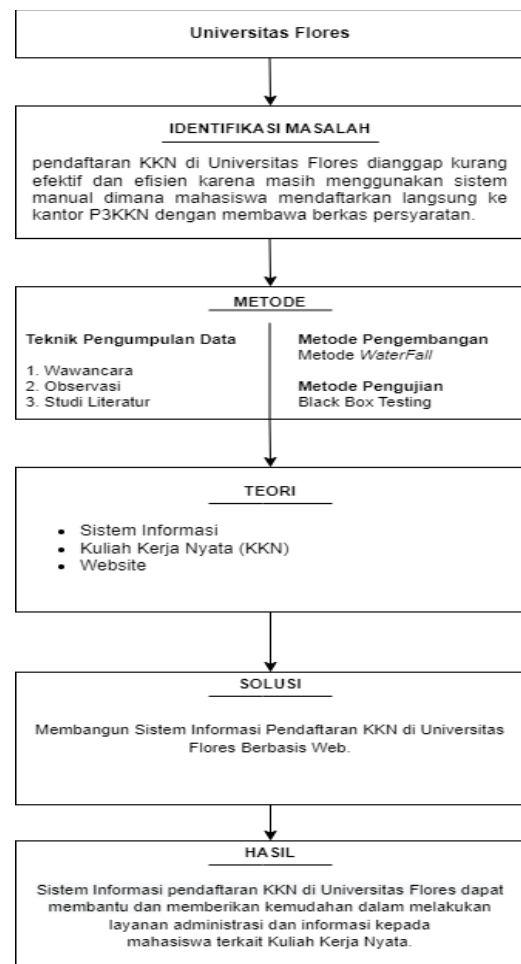 Universitas Flores
IDENTIFIKASI MASALAH
pendaftaran KKN di Universitas Flores dianggap kurang
efektif dan efisien karena masih menggunakan sistem
manual dimana mahasiswa mendaftarkan langsung ke
kantor P3KKN dengan membawa berkas persyaratan.
METODE
Teknik Pengumpulan Data
1. Wawancara
2. Observasi
3. Studi Literatur
Metode Pengembangan
Metode WaterFall
Metode Pengujian
Black Box Testing
TEORI
• Sistem Informasi
• Kuliah Kerja Nyata (KKN)
• Website
SOLUSI
Membangun Sistem Informasi Pendaftaran KKN di Universitas
Flores Berbasis Web.
HASIL
Sistem Informasi pendaftaran KKN di Universitas Flores dapat
membantu dan memberikan kemudahan dalam melakukan
layanan administrasi dan informasi kepada
mahasiswa terkait Kuliah Kerja Nyata.